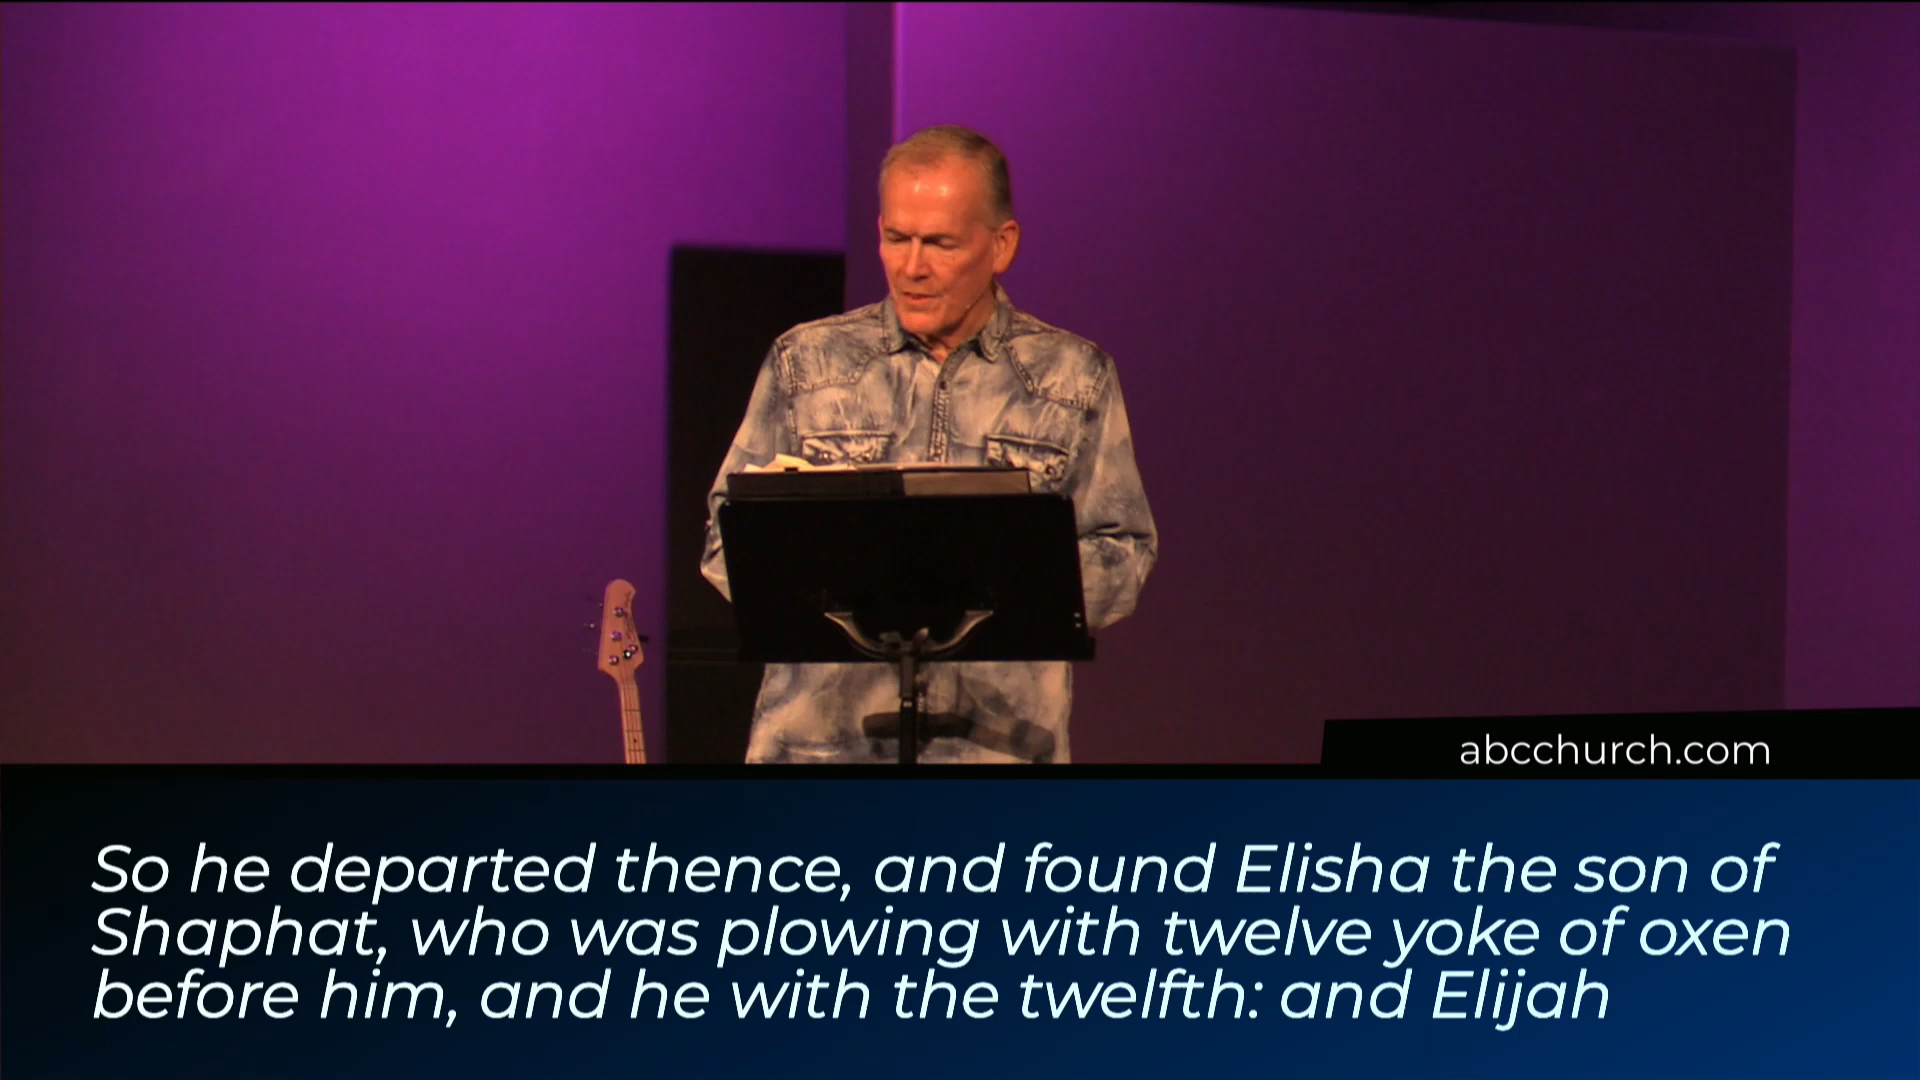 abcchurch.com
So he departed thence, and found Elisha the son of
Shaphat, who was plowing with twelve yoke of oxen
before him, and he with the twelfth: and Elijah